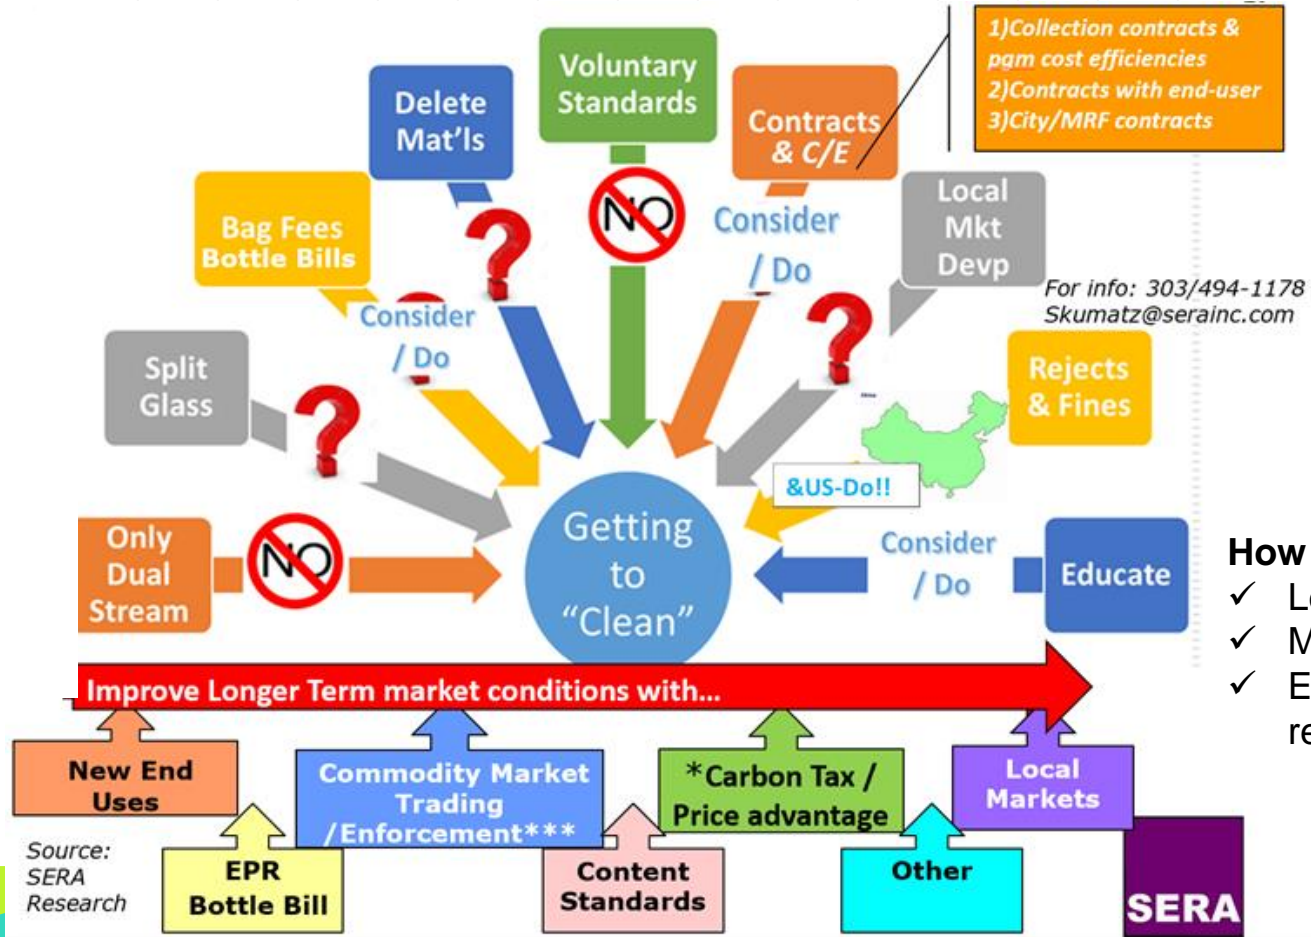 1)Collection contracts &
pgm cost efficiencies
2)Contracts with end-user
3)City/MRF contracts
Voluntary
Standards
Delete
Mat'ls
Contracts
& C/E
Local
Mkt
Devp
Bag Fees
Bottle Bills
NO
Consider
/ Do
?
?
For info: 303/494-1178
Skumatz@serainc.com
Consider
/ Do
Split
Glass
?
Rejects
& Fines
&US-Do!!
Getting
to
“Clean”
Only
Dual
Stream
NO
Consider
/ Do
Educate
How
✓
✓
✓
Improve Longer Term market conditions with...
New End
Uses
Commodity Market
Trading
/Enforcement***
*Carbon Tax /
Price advantage
Local
Markets
EPR
Bottle Bill
Content
Standards
Other
Source:
SERA
Research
SERA